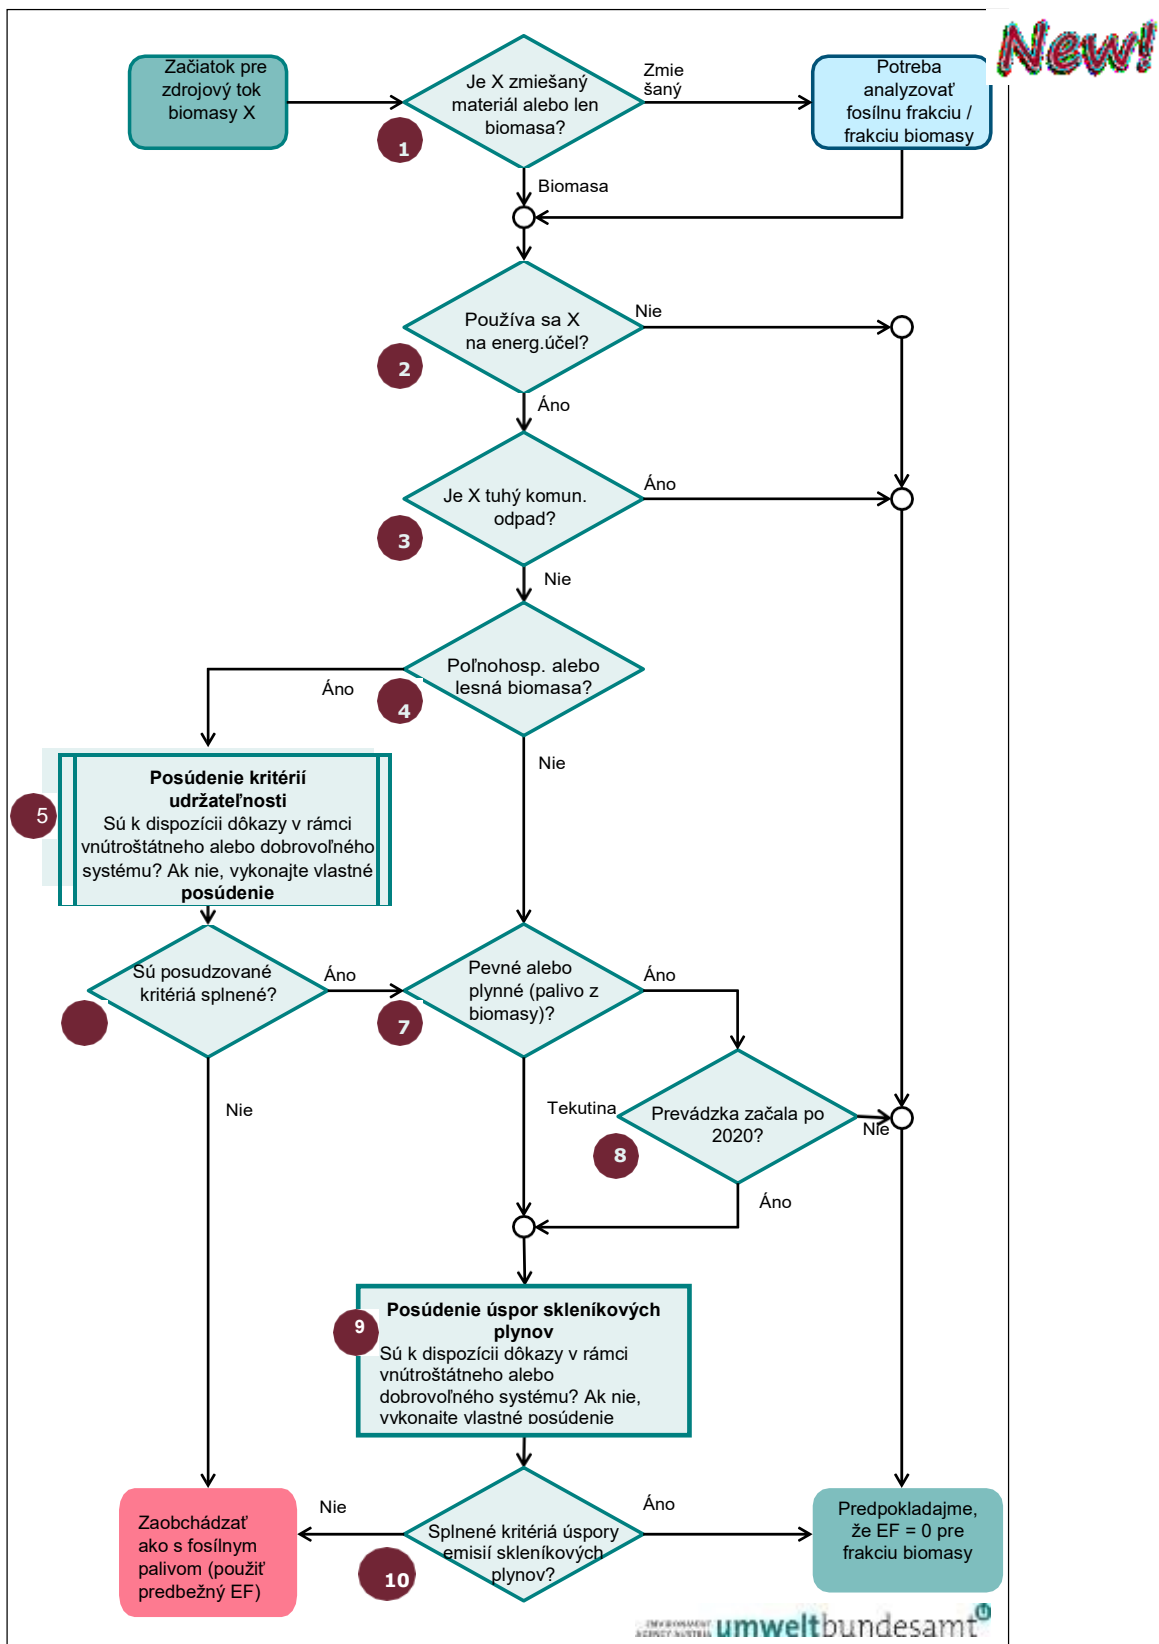 New!
Začiatok pre
zdrojový tok
biomasy X
Je X zmiešaný
materiál alebo len
biomasa?
1
Zmie
šaný
Potreba
analyzovať
fosílnu frakciu /
frakciu biomasy
Biomasa
Používa sa X
na energ.účel?
2
Nie
Áno
Je X tuhý komun.
odpad?
3
Áno
Nie
Poľnohosp. alebo
lesná biomasa?
4
Áno
Nie
5
Posúdenie kritérií
udržateľnosti
Sú k dispozícii dôkazy v rámci
vnútroštátneho alebo dobrovoľného
systému? Ak nie, vykonajte vlastné
posúdenie
Sú posudzované
kritériá splnené?
Áno
Nie
Pevné alebo
plynné (palivo z
biomasy)?
7
Áno
Tekutina
Prevádzka začala po
2020?
8
Nie
Áno
9
Posúdenie úspor skleníkových
plynov
Sú k dispozícii dôkazy v rámci
vnútroštátneho alebo
dobrovoľného systému? Ak nie,
vykonajte vlastné posúdenie
Splnené kritériá úspory
emisií skleníkových
plynov?
10
Nie
Áno
Zaobchádzať
ako s fosílnym
palivom (použiť
predbežný EF)
Predpokladajme,
že EF = 0 pre
frakciu biomasy
ENVIRONMENT
AGENCY AUSTRIA umweltbundesamt